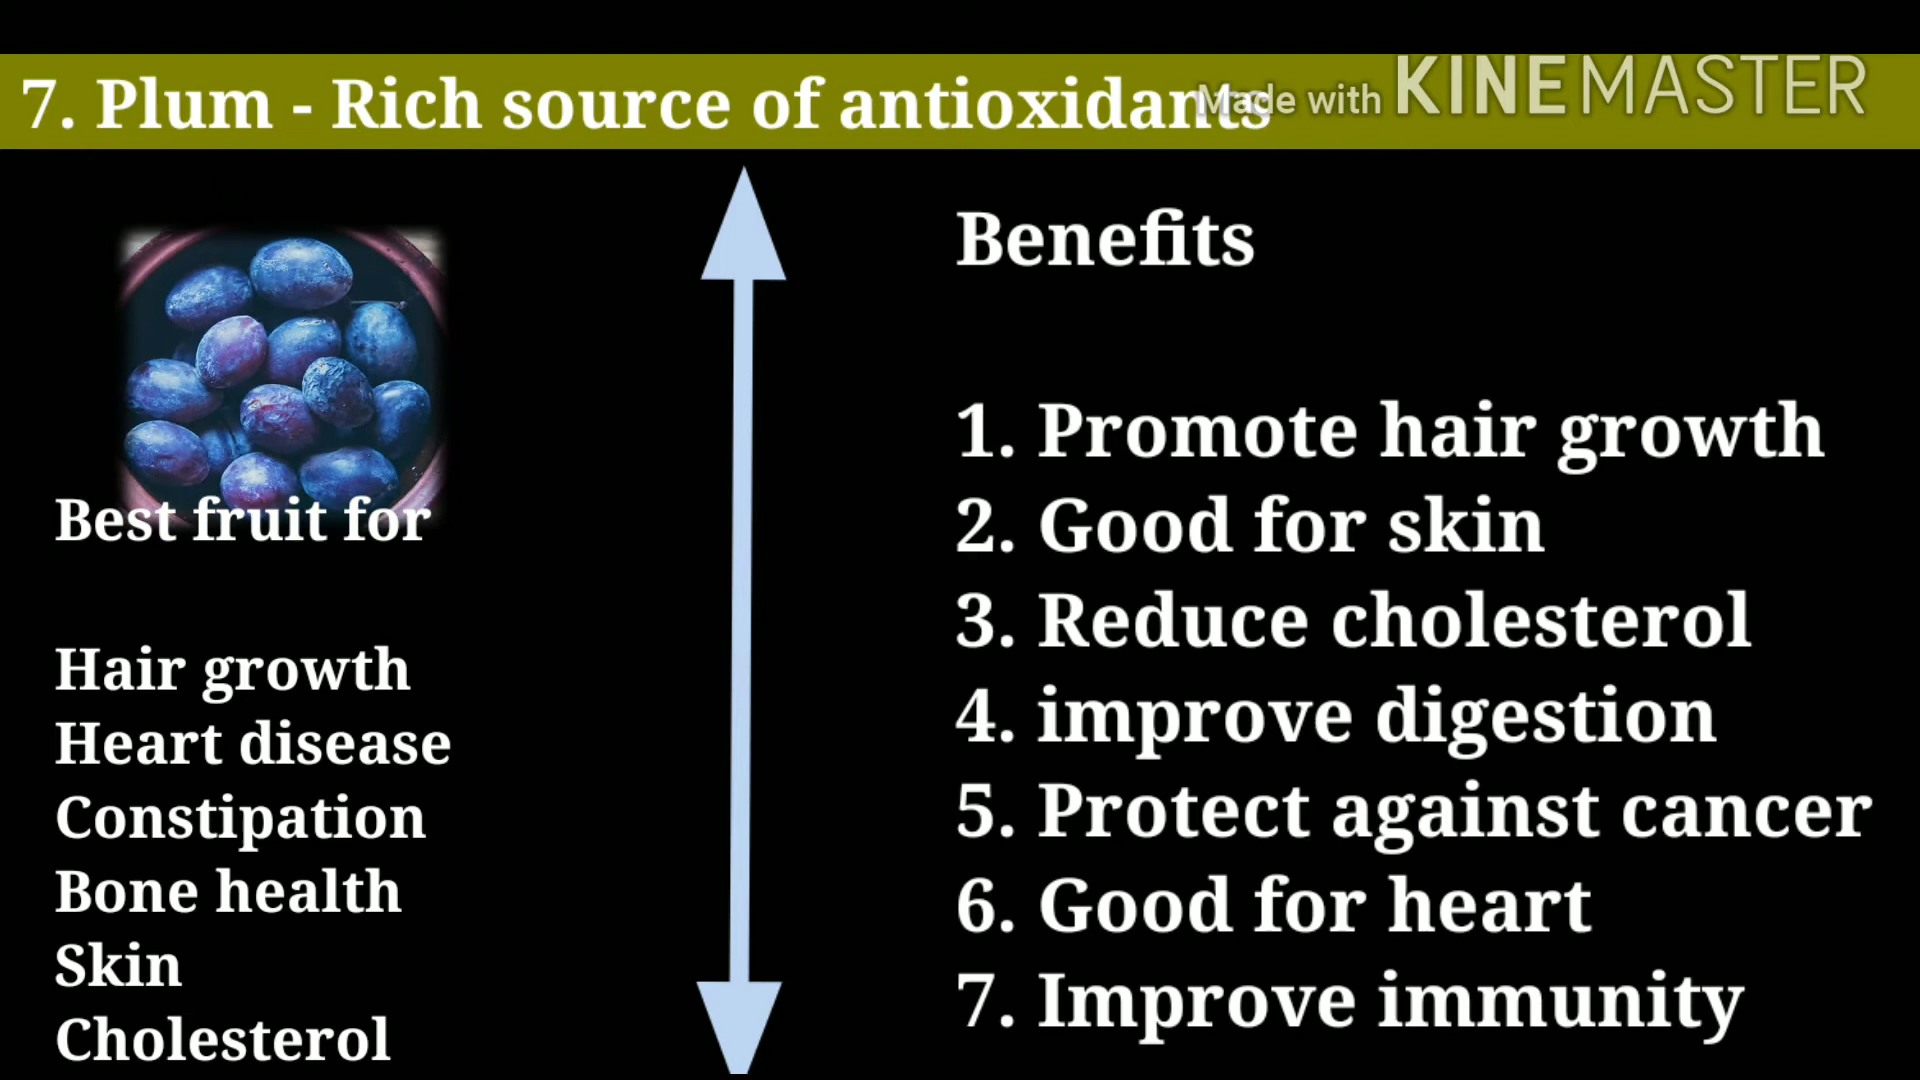 7. Plum - Rich source of antioxidants
Made with KINEMASTER
Best fruit for
Hair growth
Heart disease
Constipation
Bone health
Skin
Cholesterol
Benefits
1. Promote hair growth
2. Good for skin
3. Reduce cholesterol
4. improve digestion
5. Protect against cancer
6. Good for heart
7. Improve immunity